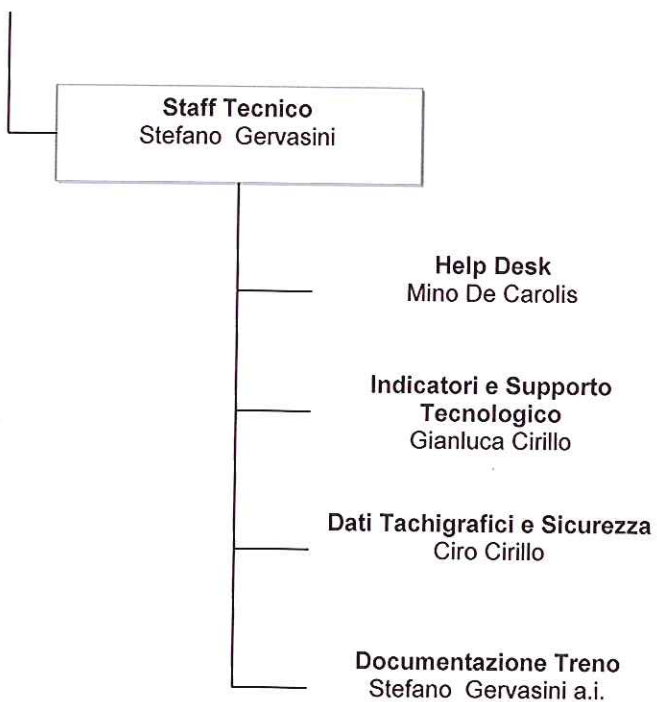 Staff Tecnico
Stefano Gervasini
Help Desk
Mino De Carolis
Indicatori e Supporto
Tecnologico
Gianluca Cirillo
Dati Tachigrafici e Sicurezza
Ciro Cirillo
Documentazione Treno
Stefano Gervasini a.i.